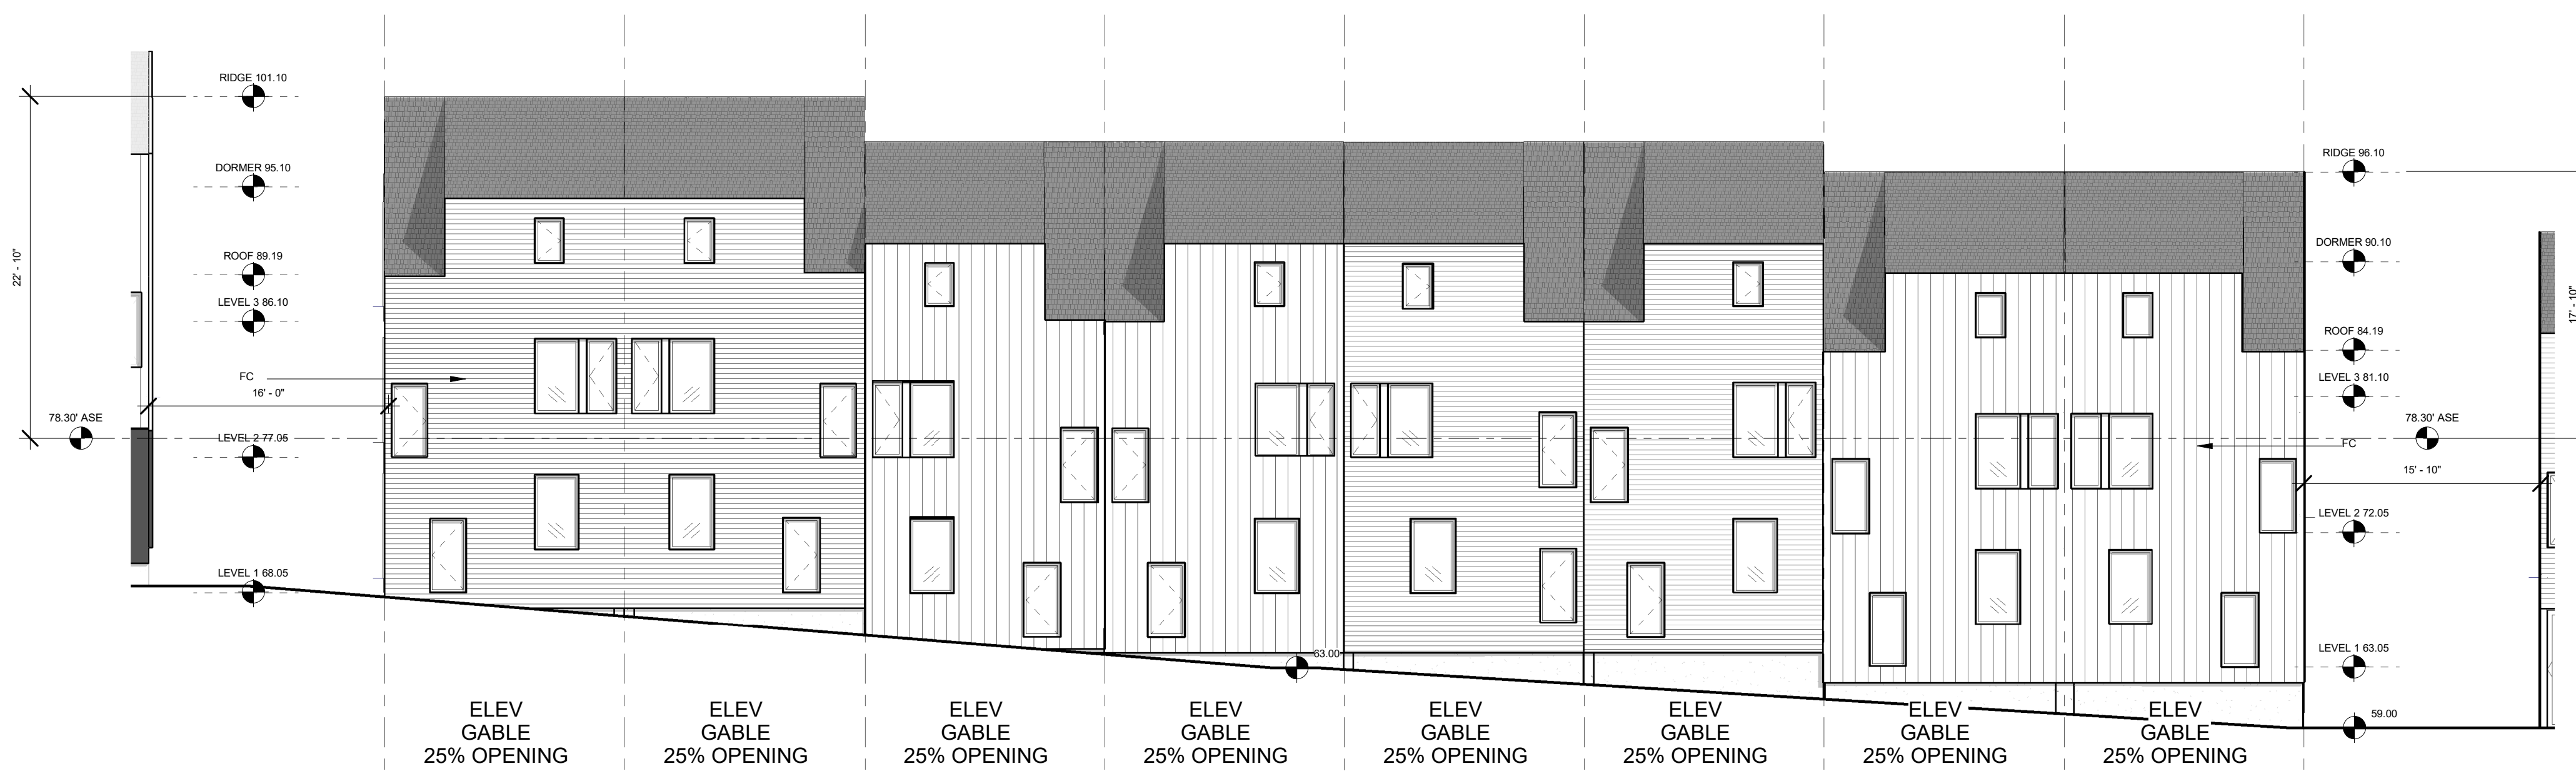 RIDGE 101.10
DORMER 95.10
ROOF 89.19
LEVEL 3 86.10
22' - 10"
FC
16' - 0"
78.30' ASE
LEVEL 2 77.05
LEVEL 1 68.05
RIDGE 96.10
DORMER 90.10
17' - 10"
ROOF 84.19
LEVEL 3 81.10
78.30' ASE
FC
15' - 10"
LEVEL 2 72.05
LEVEL 1 63.05
63.00
59.00
ELEV
GABLE
25% OPENING
ELEV
GABLE
25% OPENING
ELEV
GABLE
25% OPENING
ELEV
GABLE
25% OPENING
ELEV
GABLE
25% OPENING
ELEV
GABLE
25% OPENING
ELEV
GABLE
25% OPENING
ELEV
GABLE
25% OPENING